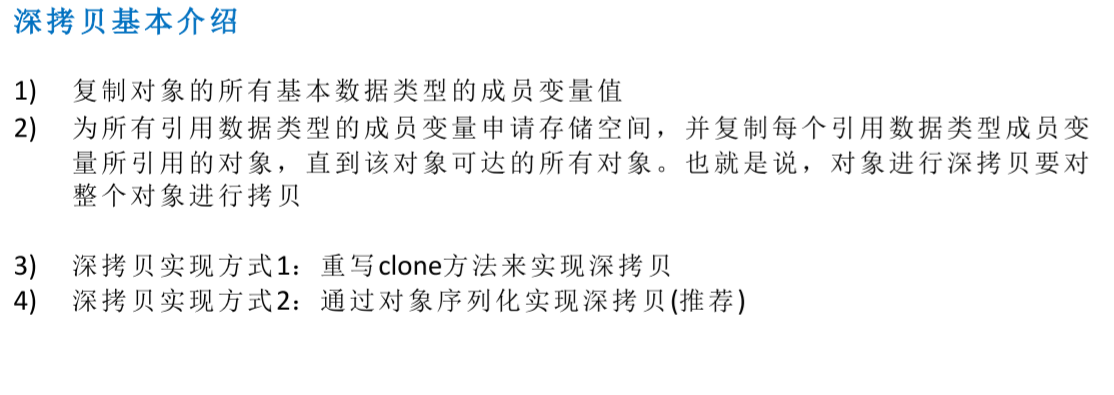 深拷贝基本介绍
1) 复制对象的所有基本数据类型的成员变量值
2) 为所有引用数据类型的成员变量申请存储空间，并复制每个引用数据类型成员变
量所引用的对象，直到该对象可达的所有对象。也就是说，对象进行深拷贝要对
整个对象进行拷贝
3) 深拷贝实现方式1：重写clone方法来实现深拷贝
4) 深拷贝实现方式2：通过对象序列化实现深拷贝(推荐)